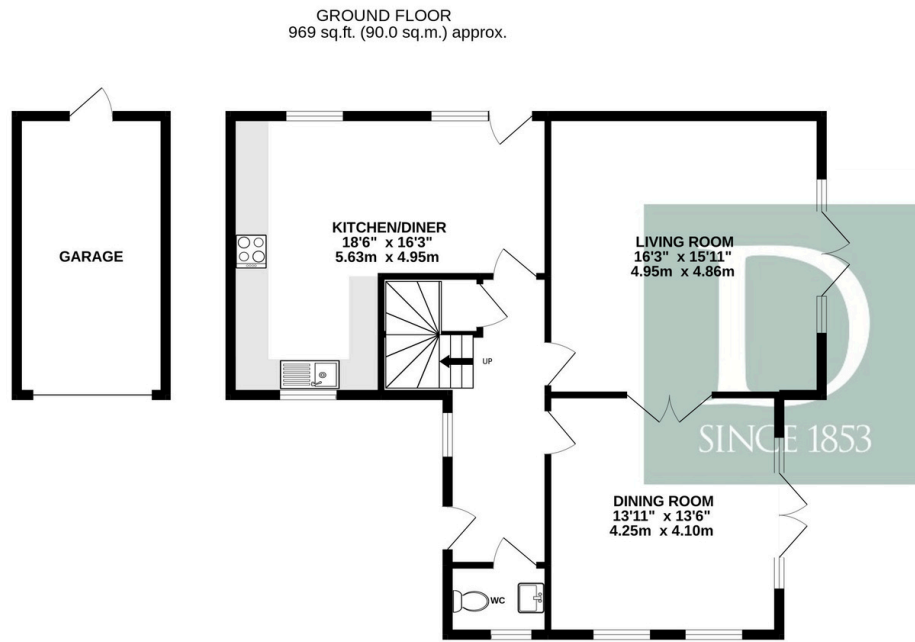 GROUND FLOOR
969 sq.ft. (90.0 sq.m.) approx.
GARAGE
KITCHEN/DINER
18'6" x 16'3"
5.63m x 4.95m
LIVING ROOM
16'3" x 15'11"
4.95m x 4.86m
D
UP
SINCE 1853
DINING ROOM
13'11" x 13'6"
4.25m x 4.10m
WC